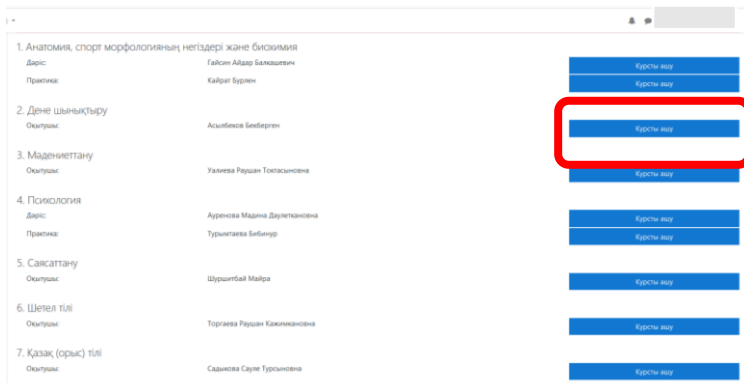 1. Анатомия, спорт морфологияның негіздері және биохимия
Дәріс: Гайсин Айдар Балкашевич Курсты ашу
Практика: Кайрат Бурлен Курсты ашу
2. Дене шынықтыру
Оқытушы: Асылбеков Бекберген Курсты ашу
3. Мәдениеттану
Оқытушы: Уалиева Раушан Токтасыновна Курсты ашу
4. Психология
Дәріс: Ауренова Мадина Даулеткановна Курсты ашу
Практика: Турыктаева Бибинур Курсты ашу
5. Саясаттану
Оқытушы: Шуршитбай Майра Курсты ашу
6. Шетел тілі
Оқытушы: Торгаева Раушан Кажимкановна Курсты ашу
7. Қазақ (орыс) тілі
Оқытушы: Садыкова Сауле Турсыновна Курсты ашу